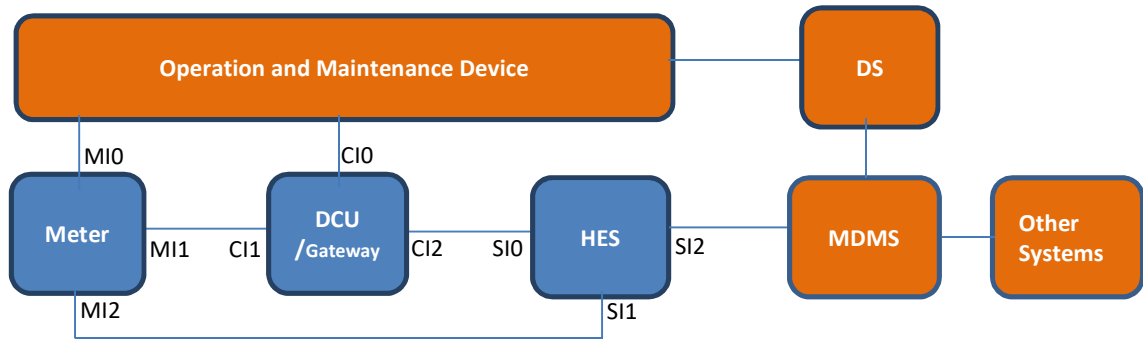 Operation and Maintenance Device
DS
MI0
CI0
Meter
MI1
CI1
DCU
/Gateway
CI2
SI0
HES
SI2
MDMS
Other
Systems
MI2
SI1